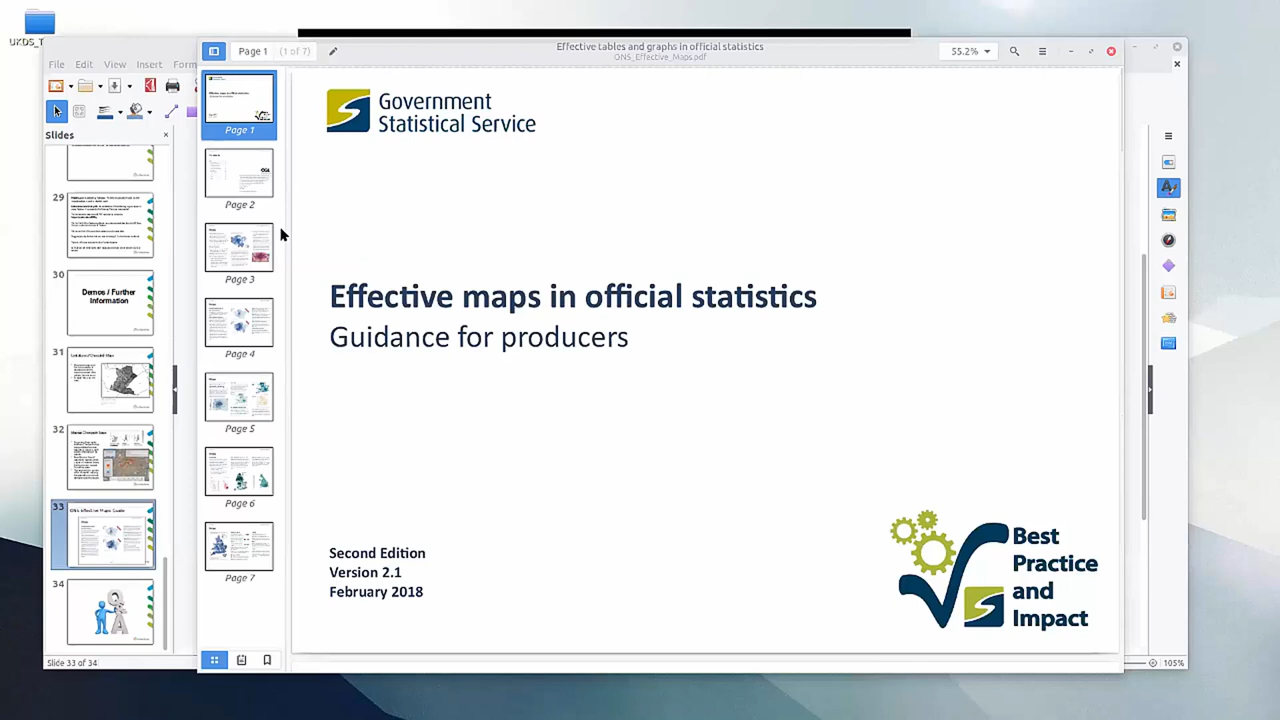 UKDS_T
Effective tables and graphs in official statistics
ONS_Effective_Maps.pdf
Page 1 (1 of 7)
55.2%
File Edit View Insert Form
Slides
29
30
Demos / Further
Information
31
32
33
34
Slide 33 of 34
Page 1
Page 2
Page 3
Page 4
Page 5
Page 6
Page 7
Government
Statistical Service
Effective maps in official statistics
Guidance for producers
Second Edition
Version 2.1
February 2018
Best
Practice
and
Impact
105%